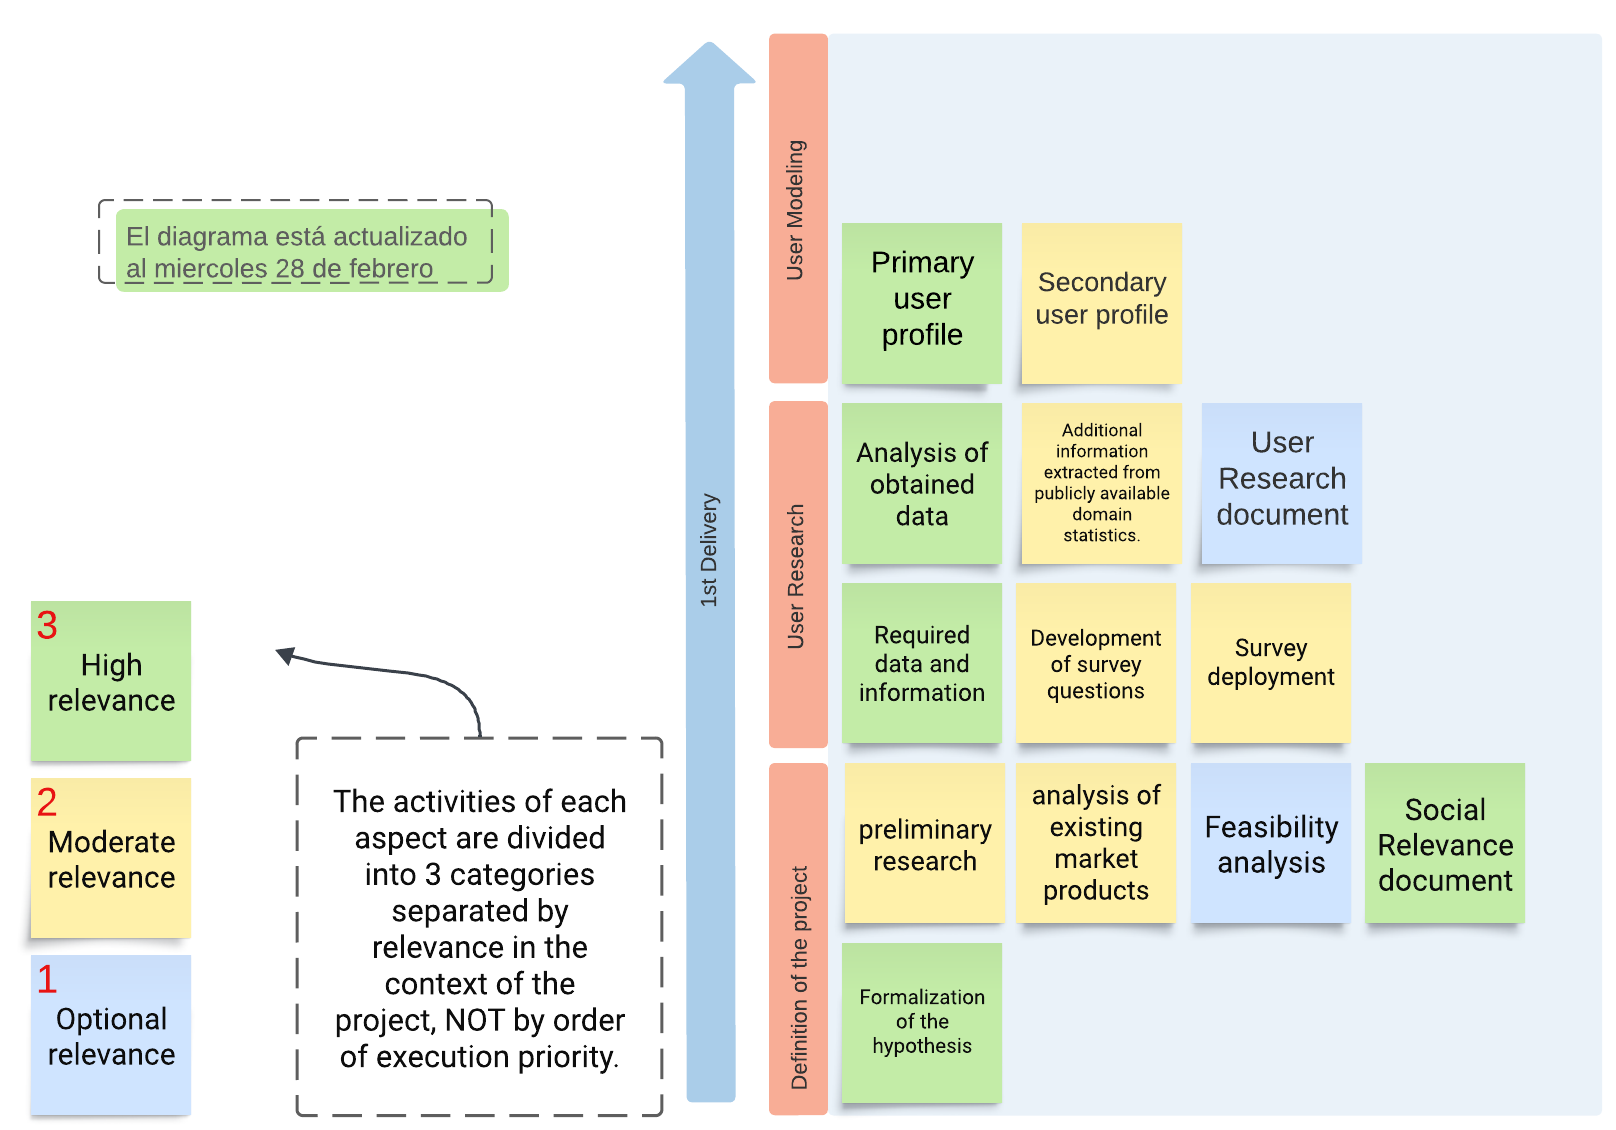 El diagrama está actualizado
al miercoles 28 de febrero
3
High
relevance
2
Moderate
relevance
1
Optional
relevance
The activities of each
aspect are divided
into 3 categories
separated by
relevance in the
context of the
project, NOT by order
of execution priority.
1st Delivery
User Modeling
Primary
user
profile
Secondary
user profile
User Research
Analysis of
obtained
data
Additional
information
extracted from
publicly available
domain
statistics.
User
Research
document
Required
data and
information
Development
of survey
questions
Survey
deployment
Definition of the project
preliminary
research
analysis of
existing
market
products
Feasibility
analysis
Social
Relevance
document
Formalization
of the
hypothesis